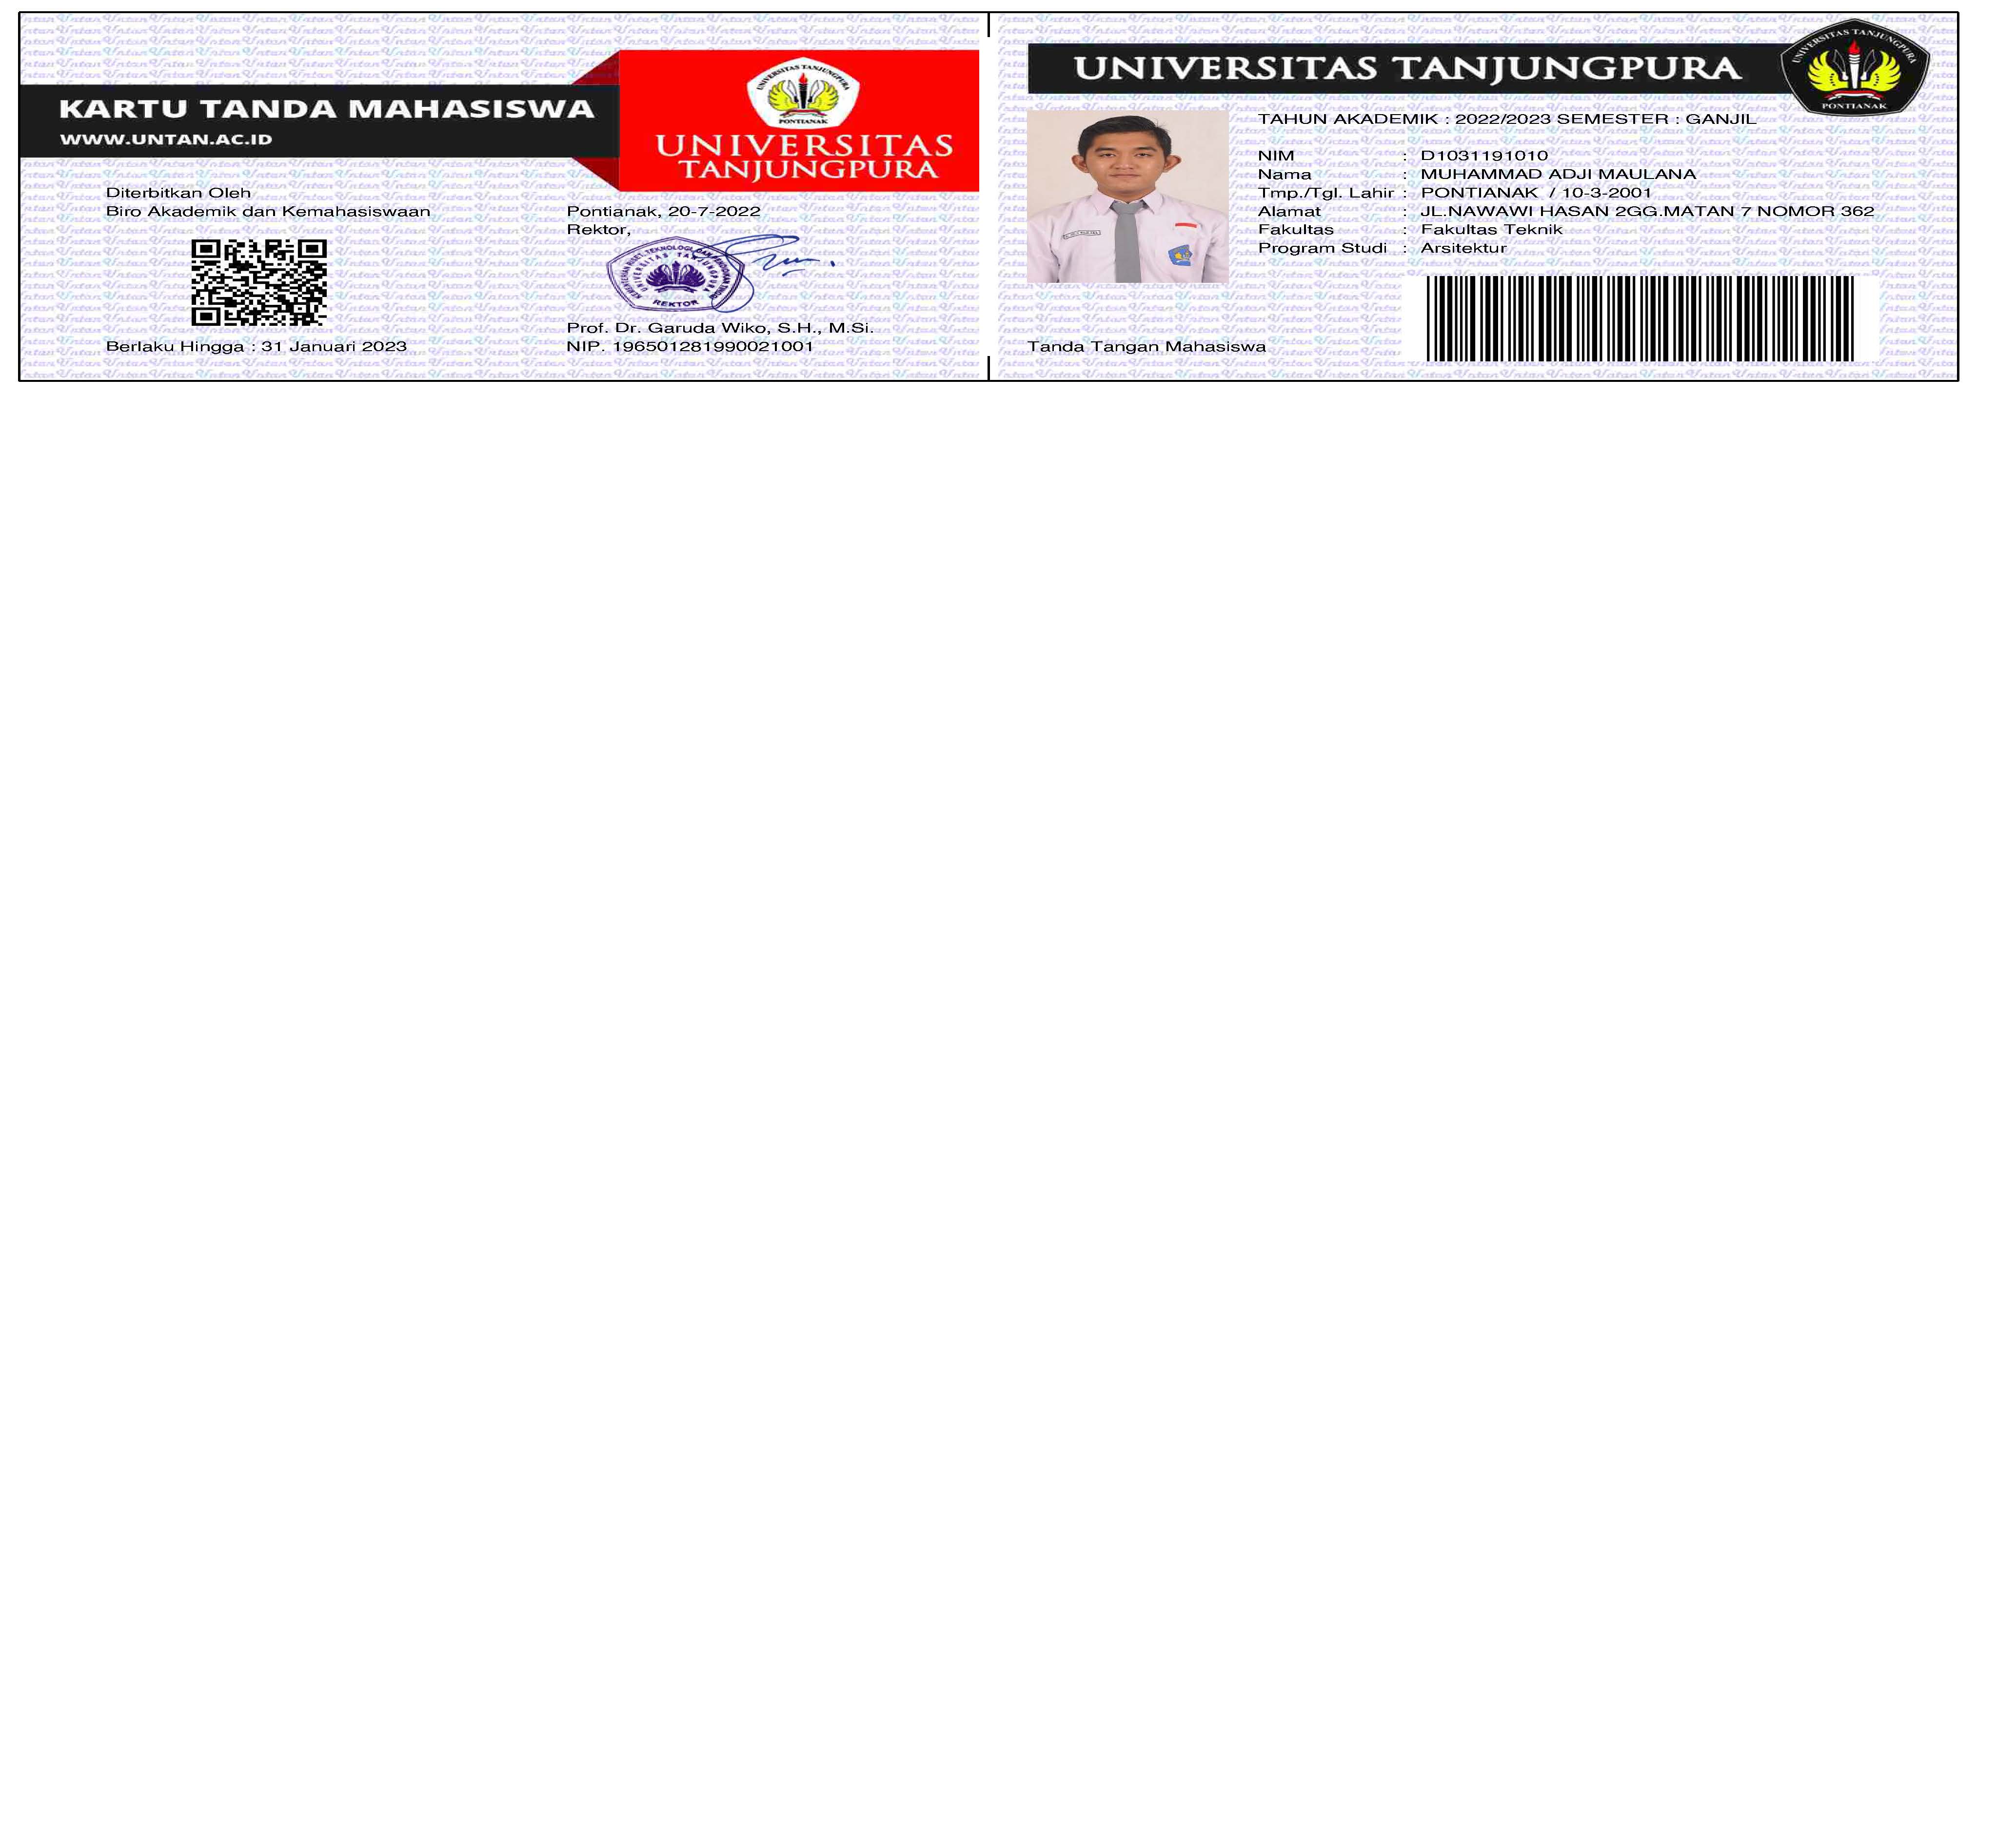 KARTU TANDA MAHASISWA
WWW.UNTAN.AC.ID
UNIVERSITAS TANJUNGPURA
PONTIANAK
UNIVERSITAS
TANJUNGPURA
Diterbitkan Oleh
Biro Akademik dan Kemahasiswaan
Pontianak, 20-7-2022
Rektor,
UNIVERSITAS TANJUNGPURA
REKTOR
Prof. Dr. Garuda Wiko, S.H., M.Si.
Berlaku Hingga : 31 Januari 2023
NIP. 196501281990021001
UNIVERSITAS TANJUNGPURA
UNIVERSITAS TANJUNGPURA
PONTIANAK
TAHUN AKADEMIK : 2022/2023 SEMESTER : GANJIL
NIM : D1031191010
Nama : MUHAMMAD ADJI MAULANA
Tmp./Tgl. Lahir : PONTIANAK / 10-3-2001
Alamat : JL.NAWAWI HASAN 2GG.MATAN 7 NOMOR 362
Fakultas : Fakultas Teknik
Program Studi : Arsitektur
Tanda Tangan Mahasiswa